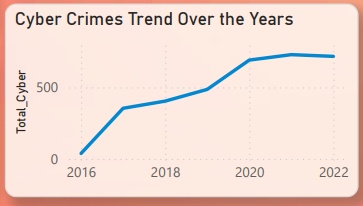 Cyber Crimes Trend Over the Years
Total_Cyber
500
0
2016 2018 2020 2022